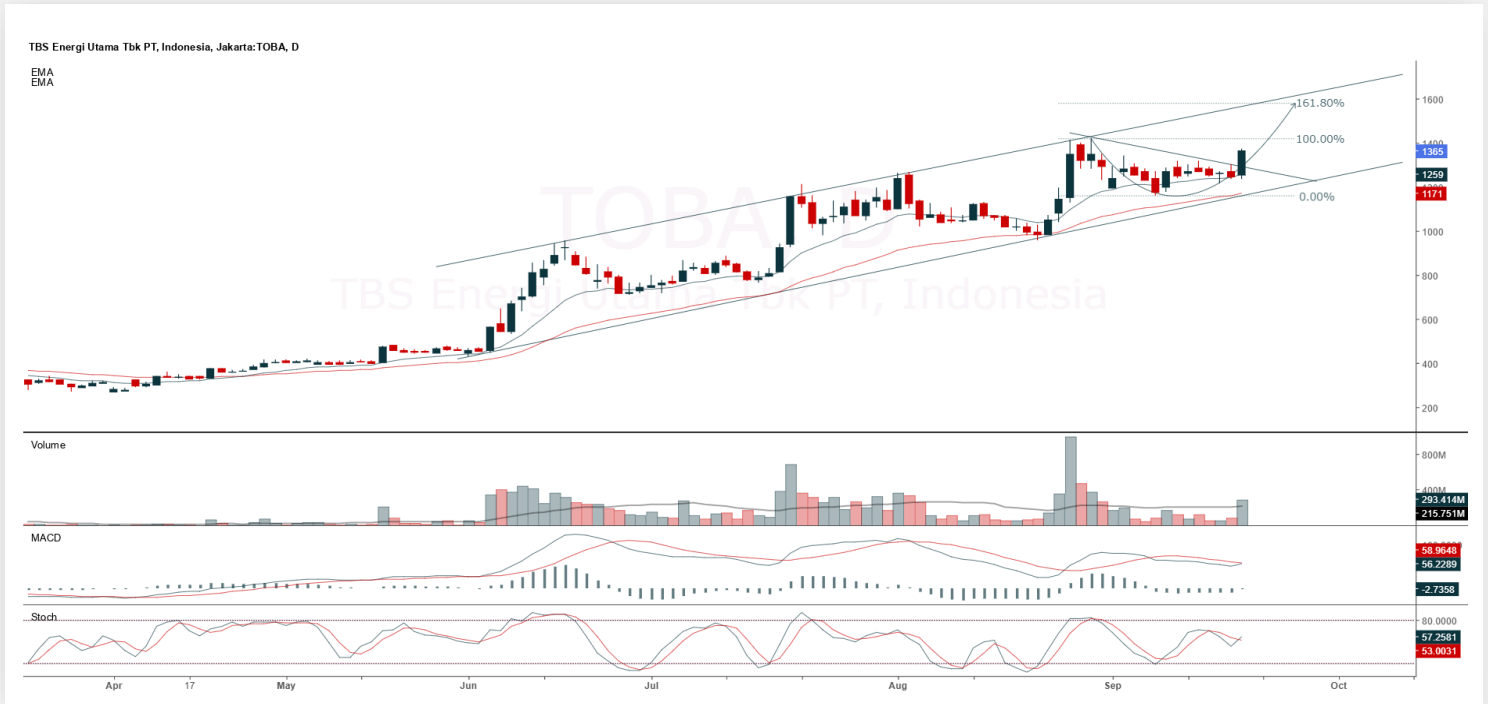 TBS Energi Utama Tbk PT, Indonesia, Jakarta:TOBA, D
EMA
EMA
TOBA, D
TBS Energi Utama Tbk PT, Indonesia
161.80%
100.00%
0.00%
1600
1400
1365
1259
1200
1171
1000
800
600
400
200
Volume
800M
400M
293.414M
215.751M
MACD
58.9648
56.2289
-2.7358
Stoch
80.0000
57.2581
53.0031
Apr
17
May
Jun
Jul
Aug
Sep
Oct